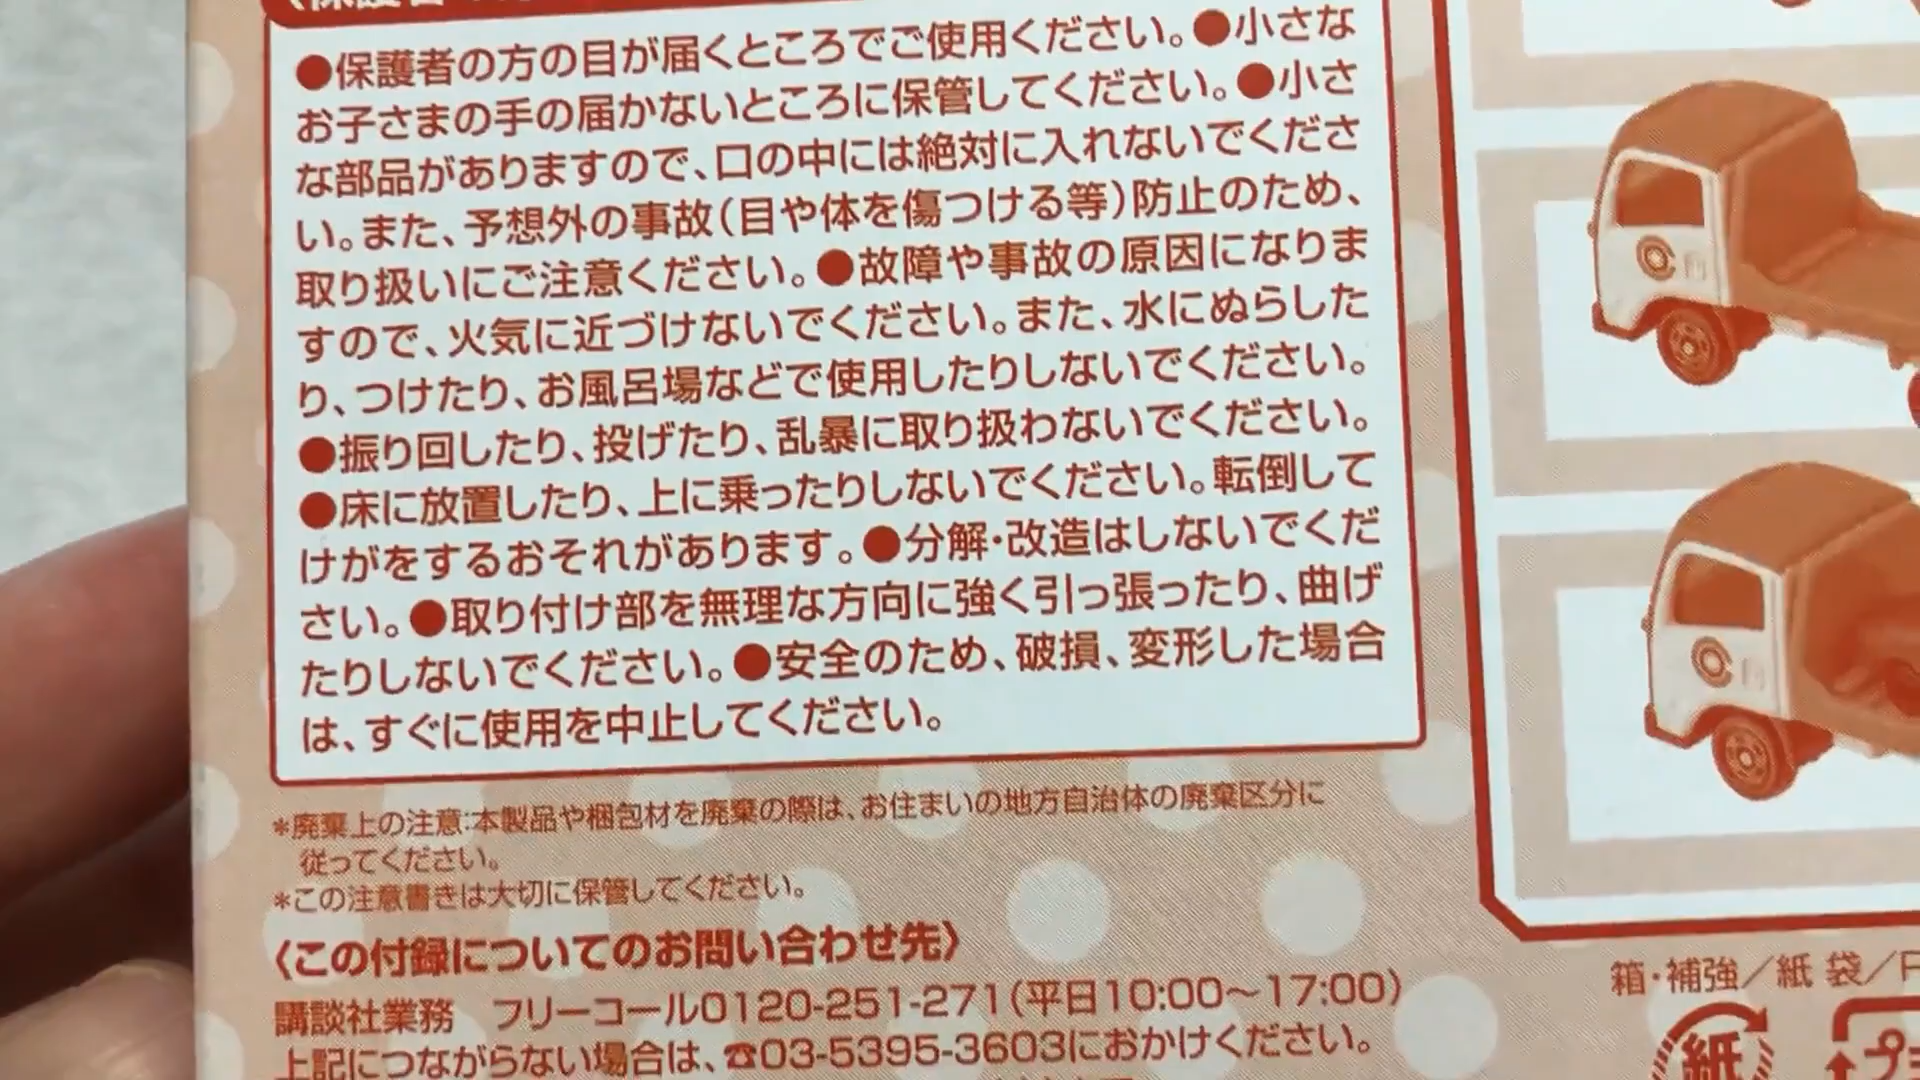 〈保護者
●保護者の方の目が届くところでご使用ください。●小さな
お子さまの手の届かないところに保管してください。●小さ
な部品がありますので、口の中には絶対に入れないでくださ
い。また、予想外の事故(目や体を傷つける等)防止のため、
取り扱いにご注意ください。●故障や事故の原因になりま
すので、火気に近づけないでください。また、水にぬらした
り、つけたり、お風呂場などで使用したりしないでください。
●振り回したり、投げたり、乱暴に取り扱わないでください。
●床に放置したり、上に乗ったりしないでください。転倒して
けがをするおそれがあります。●分解・改造はしないでくだ
さい。●取り付け部を無理な方向に強く引っ張ったり、曲げ
たりしないでください。●安全のため、破損、変形した場合
は、すぐに使用を中止してください。
*廃棄上の注意:本製品や梱包材を廃棄の際は、お住まいの地方自治体の廃棄区分に
従ってください。
*この注意書きは大切に保管してください。
〈この付録についてのお問い合わせ先〉
講談社業務 フリーコール0120-251-271(平日10:00〜17:00)
上記につながらない場合は、☎03-5395-3603におかけください。
箱・補強／紙 袋／P
紙
プラ